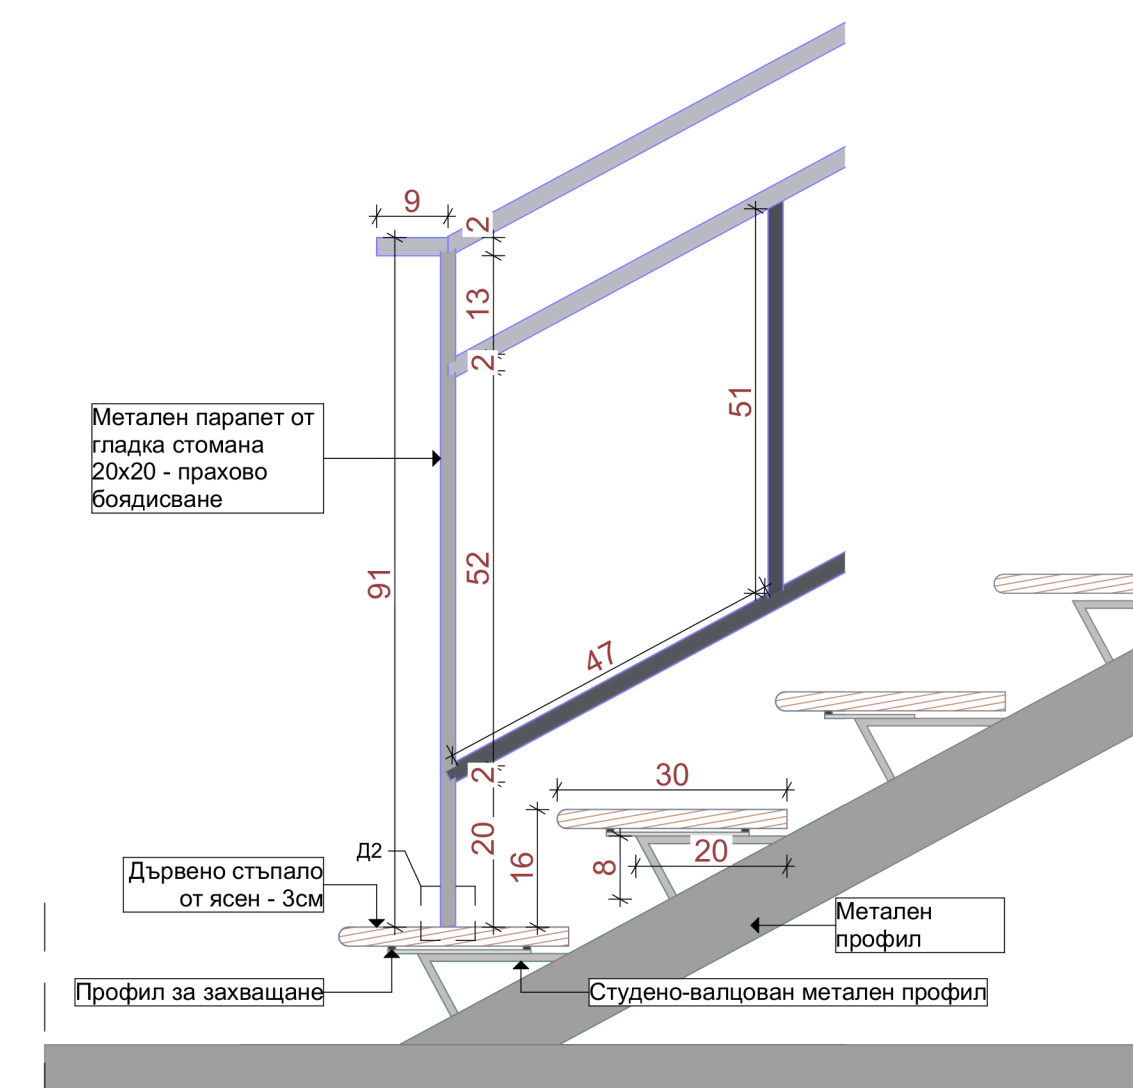 9
2
13
2
51
Метален парапет от
гладка стомана
20x20 - прахово
боядисване
91
52
47
2
30
20
16
8
20
Д2
Дървено стъпало
от ясен - 3см
Метален
профил
Профил за захващане
Студено-валцован метален профил